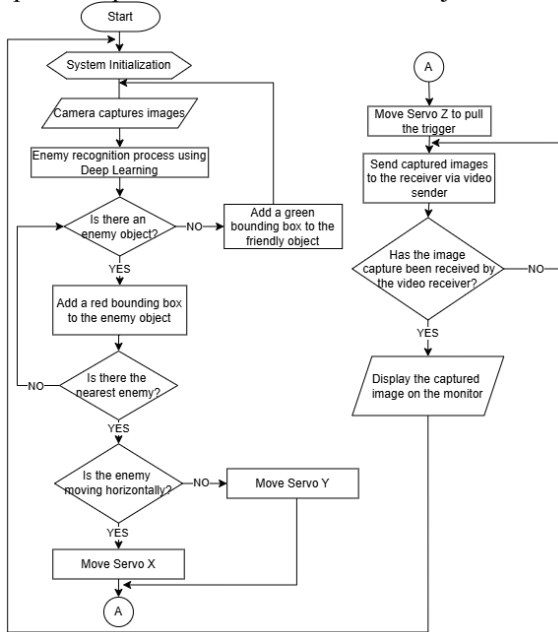 Start
System Initialization
Camera captures images
Enemy recognition process using
Deep Learning
Is there an
enemy object?
NO
Add a green
bounding box to the
friendly object
YES
Add a red bounding box
to the enemy object
Is there the
nearest enemy?
NO
YES
Is the enemy
moving horizontally?
NO
Move Servo Y
YES
Move Servo X
A
A
Move Servo Z to pull
the trigger
Send captured images
to the receiver via video
sender
Has the image
capture been received by
the video receiver?
NO
YES
Display the captured
image on the monitor